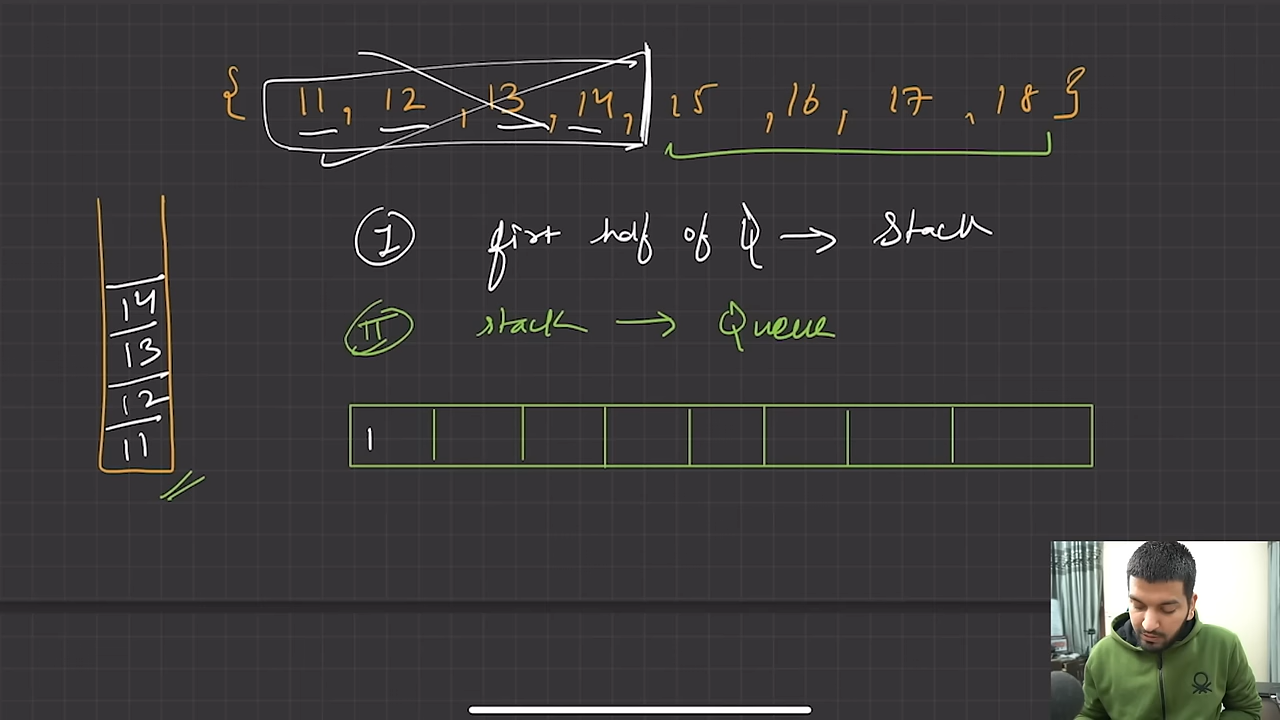 { 11, 12, 13, 14, 15, 16, 17, 18 }
I first half of Q → Stack
II stack → Queue
14
13
12
11
1